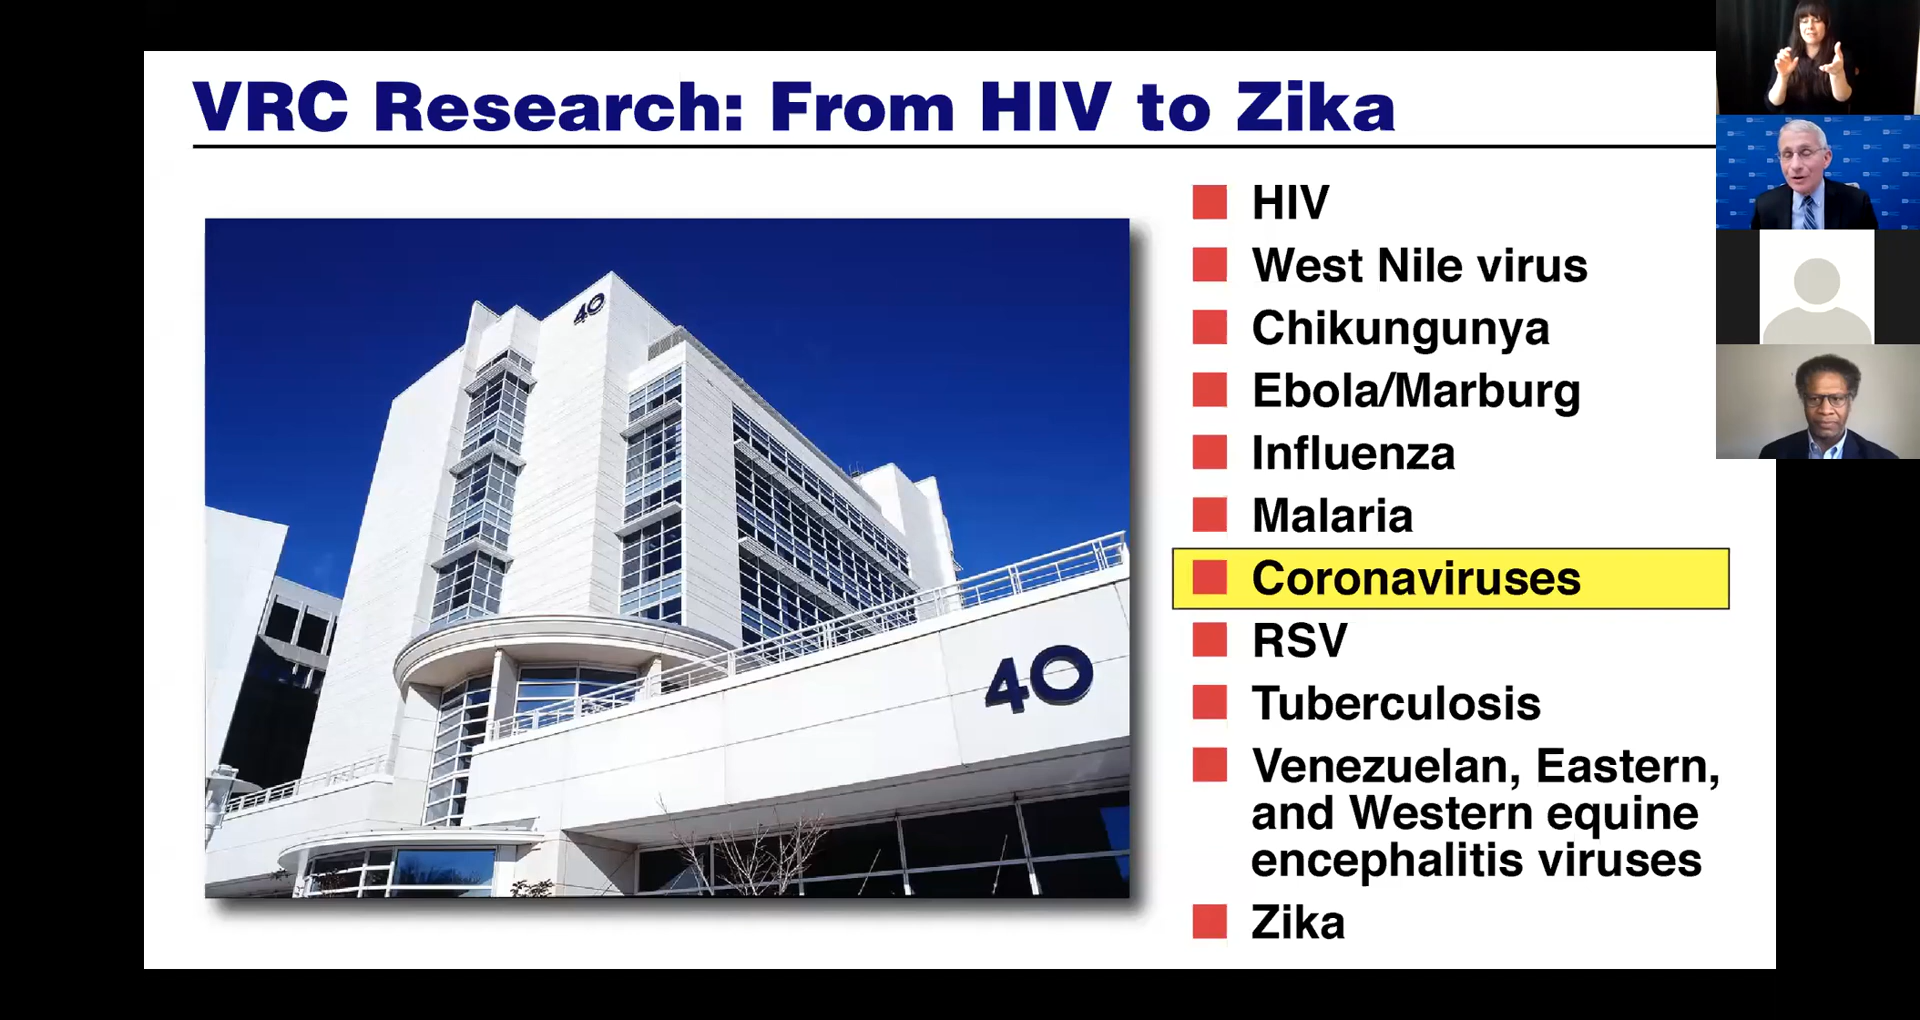 VRC Research: From HIV to Zika
40
40
HIV
West Nile virus
Chikungunya
Ebola/Marburg
Influenza
Malaria
Coronaviruses
RSV
Tuberculosis
Venezuelan, Eastern,
and Western equine
encephalitis viruses
Zika